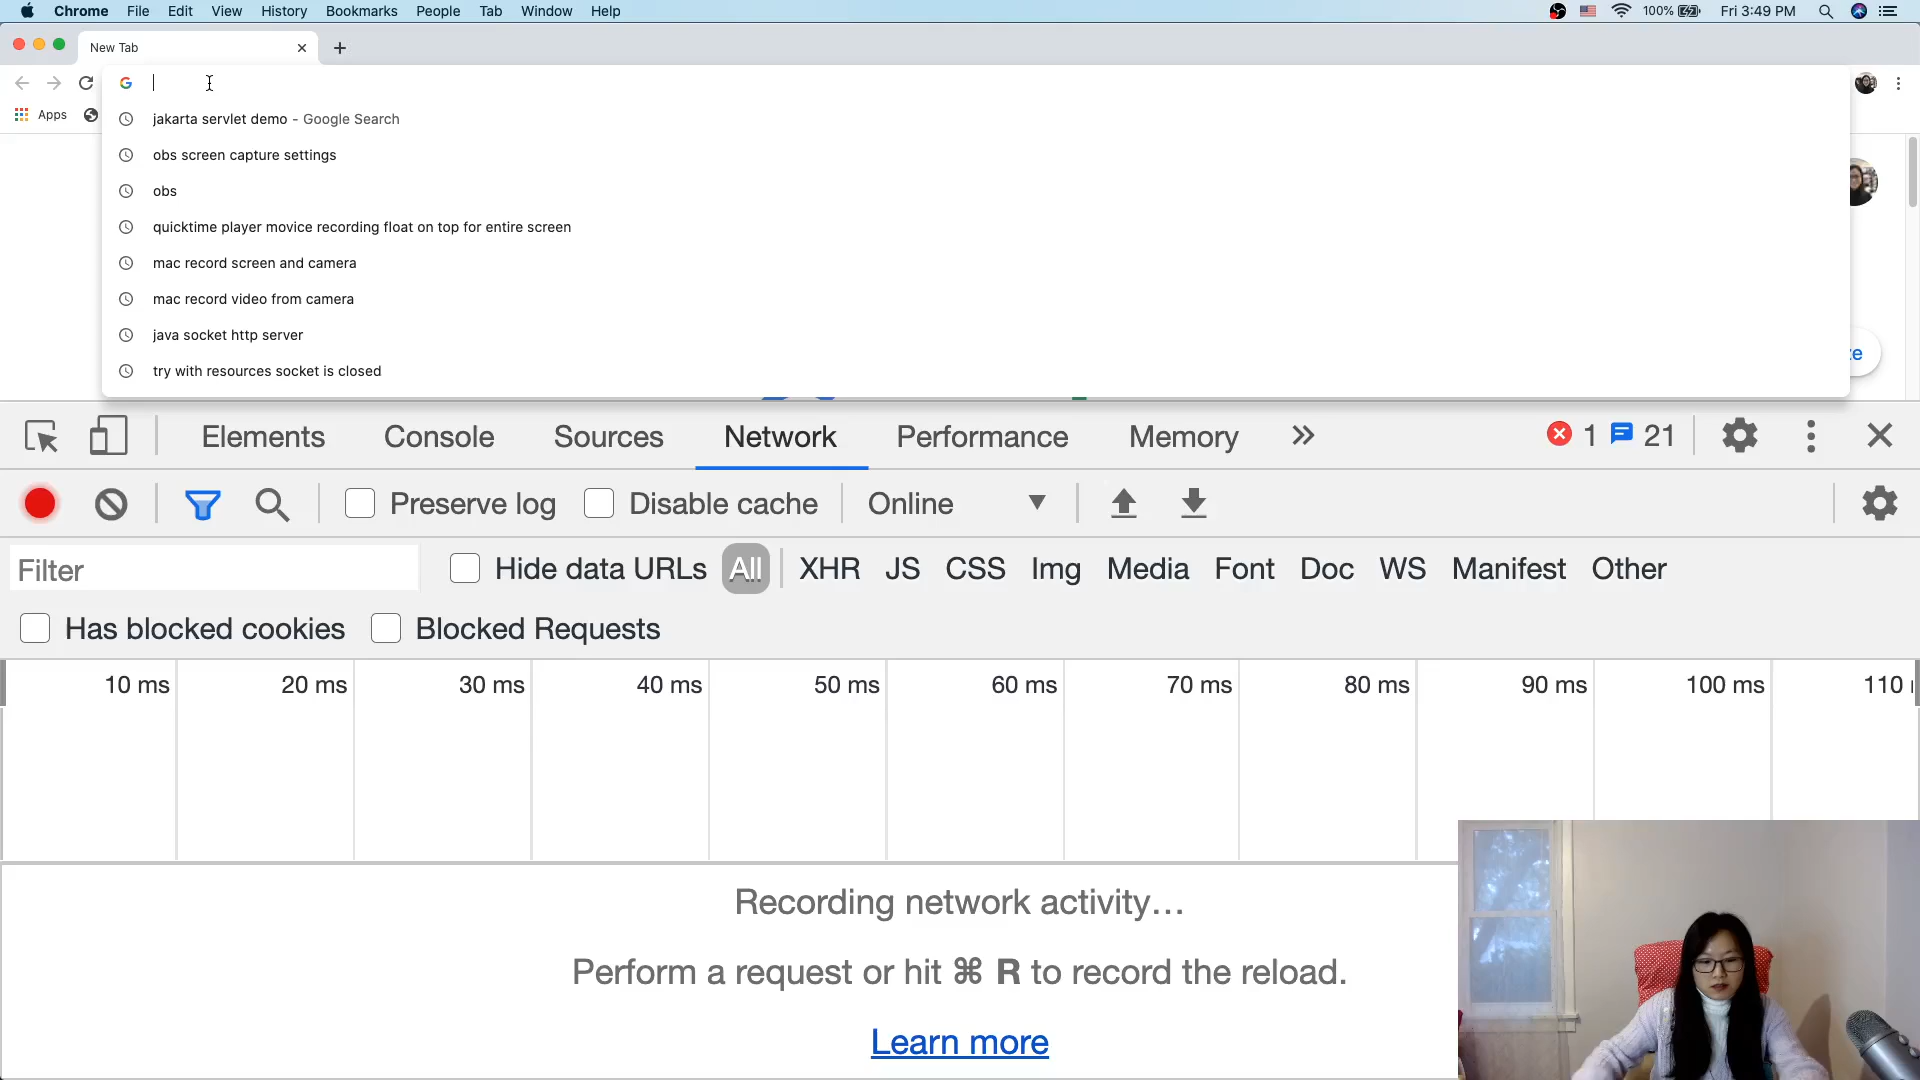 Chrome File Edit View History Bookmarks People Tab Window Help 100% Fri 3:49 PM
New Tab
Apps
jakarta servlet demo - Google Search
obs screen capture settings
obs
quicktime player movice recording float on top for entire screen
mac record screen and camera
mac record video from camera
java socket http server
try with resources socket is closed
Elements Console Sources Network Performance Memory 1 21
Preserve log Disable cache Online
Filter Hide data URLs All XHR JS CSS Img Media Font Doc WS Manifest Other
Has blocked cookies Blocked Requests
10 ms 20 ms 30 ms 40 ms 50 ms 60 ms 70 ms 80 ms 90 ms 100 ms 110
Recording network activity…
Perform a request or hit ⌘ R to record the reload.
Learn more